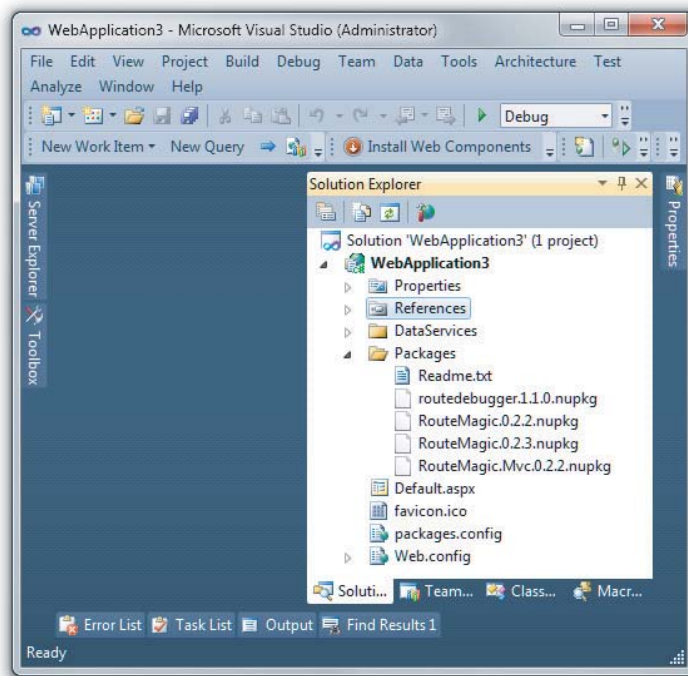 WebApplication3 - Microsoft Visual Studio (Administrator)
File Edit View Project Build Debug Team Data Tools Architecture Test
Analyze Window Help
Debug
New Work Item New Query Install Web Components
Server Explorer
Toolbox
Solution Explorer
Solution 'WebApplication3' (1 project)
WebApplication3
Properties
References
DataServices
Packages
Readme.txt
routedebugger.1.1.0.nupkg
RouteMagic.0.2.2.nupkg
RouteMagic.0.2.3.nupkg
RouteMagic.Mvc.0.2.2.nupkg
Default.aspx
favicon.ico
packages.config
Web.config
Soluti... Team... Class... Macr...
Properties
Error List Task List Output Find Results 1
Ready